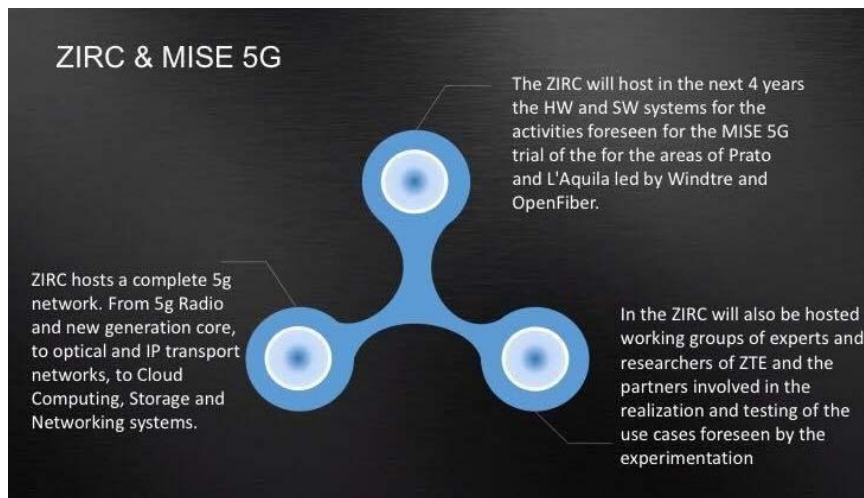 ZIRC & MISE 5G
The ZIRC will host in the next 4 years
the HW and SW systems for the
activities foreseen for the MISE 5G
trial of the for the areas of Prato
and L'Aquila led by Windtre and
OpenFiber.
ZIRC hosts a complete 5g
network. From 5g Radio
and new generation core,
to optical and IP transport
networks, to Cloud
Computing, Storage and
Networking systems.
In the ZIRC will also be hosted
working groups of experts and
researchers of ZTE and the
partners involved in the
realization and testing of the
use cases foreseen by the
experimentation